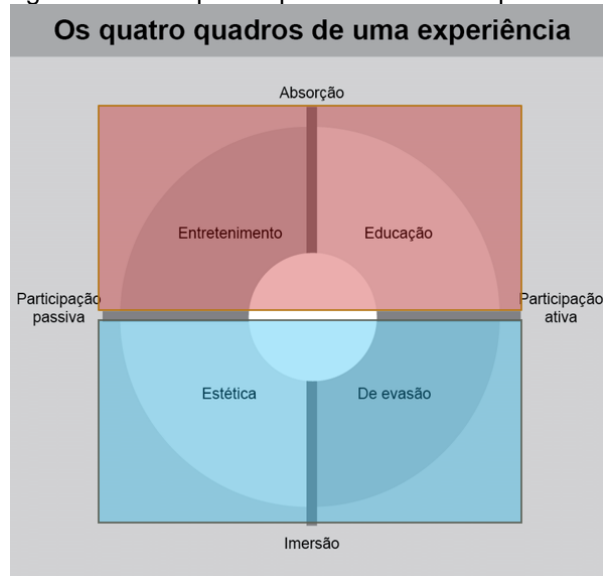 Os quatro quadros de uma experiência
Absorção
Entretenimento
Educação
Participação
passiva
Participação
ativa
Estética
De evasão
Imersão